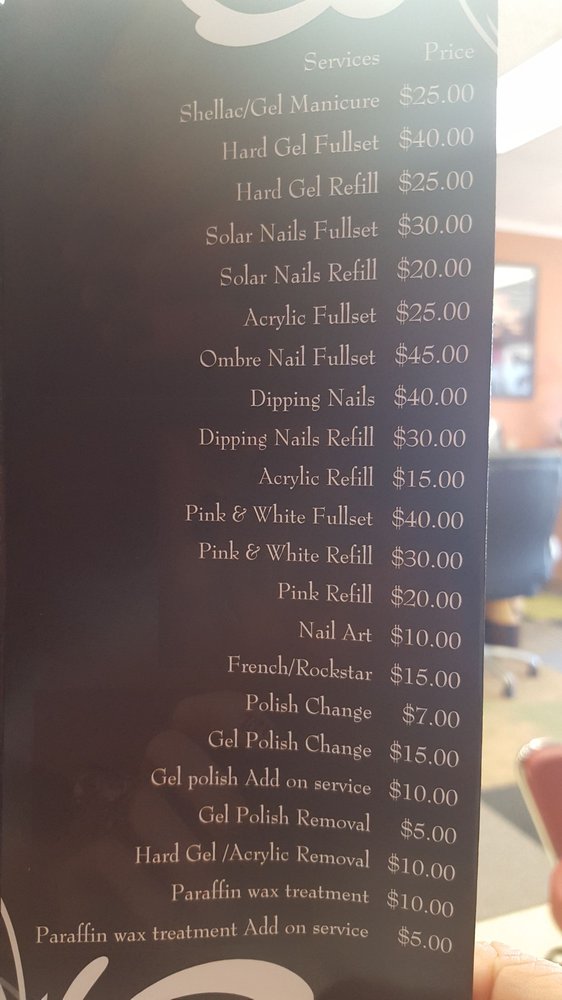 Services Price
Shellac/Gel Manicure $25.00
Hard Gel Fullset $40.00
Hard Gel Refill $25.00
Solar Nails Fullset $30.00
Solar Nails Refill $20.00
Acrylic Fullset $25.00
Ombre Nail Fullset $45.00
Dipping Nails $40.00
Dipping Nails Refill $30.00
Acrylic Refill $15.00
Pink & White Fullset $40.00
Pink & White Refill $30.00
Pink Refill $20.00
Nail Art $10.00
French/Rockstar $15.00
Polish Change $7.00
Gel Polish Change $15.00
Gel polish Add on service $10.00
Gel Polish Removal $5.00
Hard Gel /Acrylic Removal $10.00
Paraffin wax treatment $10.00
Paraffin wax treatment Add on service $5.00